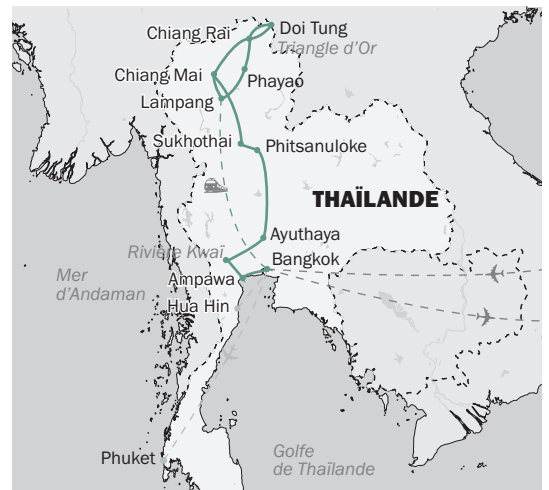 Doi Tung
Chiang Raï
Triangle d'Or
Chiang Mai
Phayao
Lampang
Sukhothai
Phitsanuloke
THAÏLANDE
Ayuthaya
Rivière Kwaï
Bangkok
Mer
d'Andaman
Ampawa
Hua Hin
Phuket
Golfe
de Thaïlande